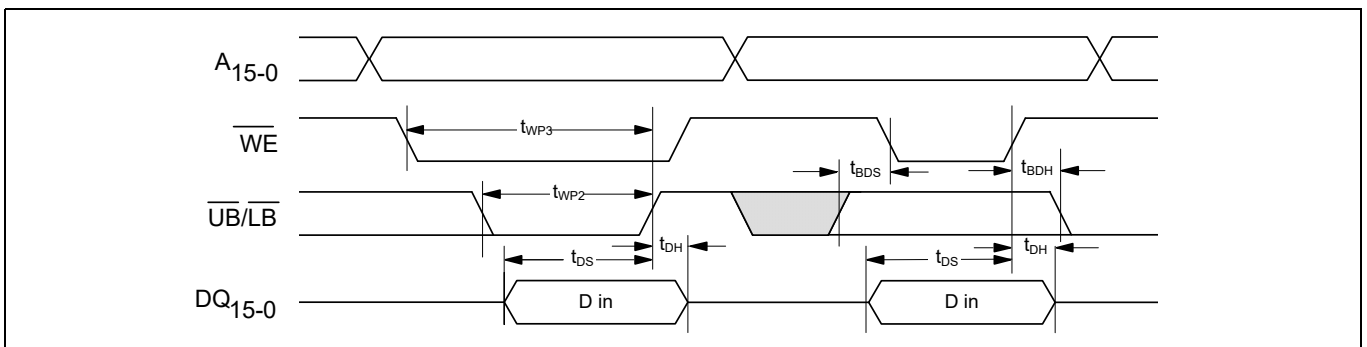 A15-0
WE
tWP3
tBDS
tBDH
UB/LB
tWP2
tDH
tDS
tDS
tDH
DQ15-0
D in
D in